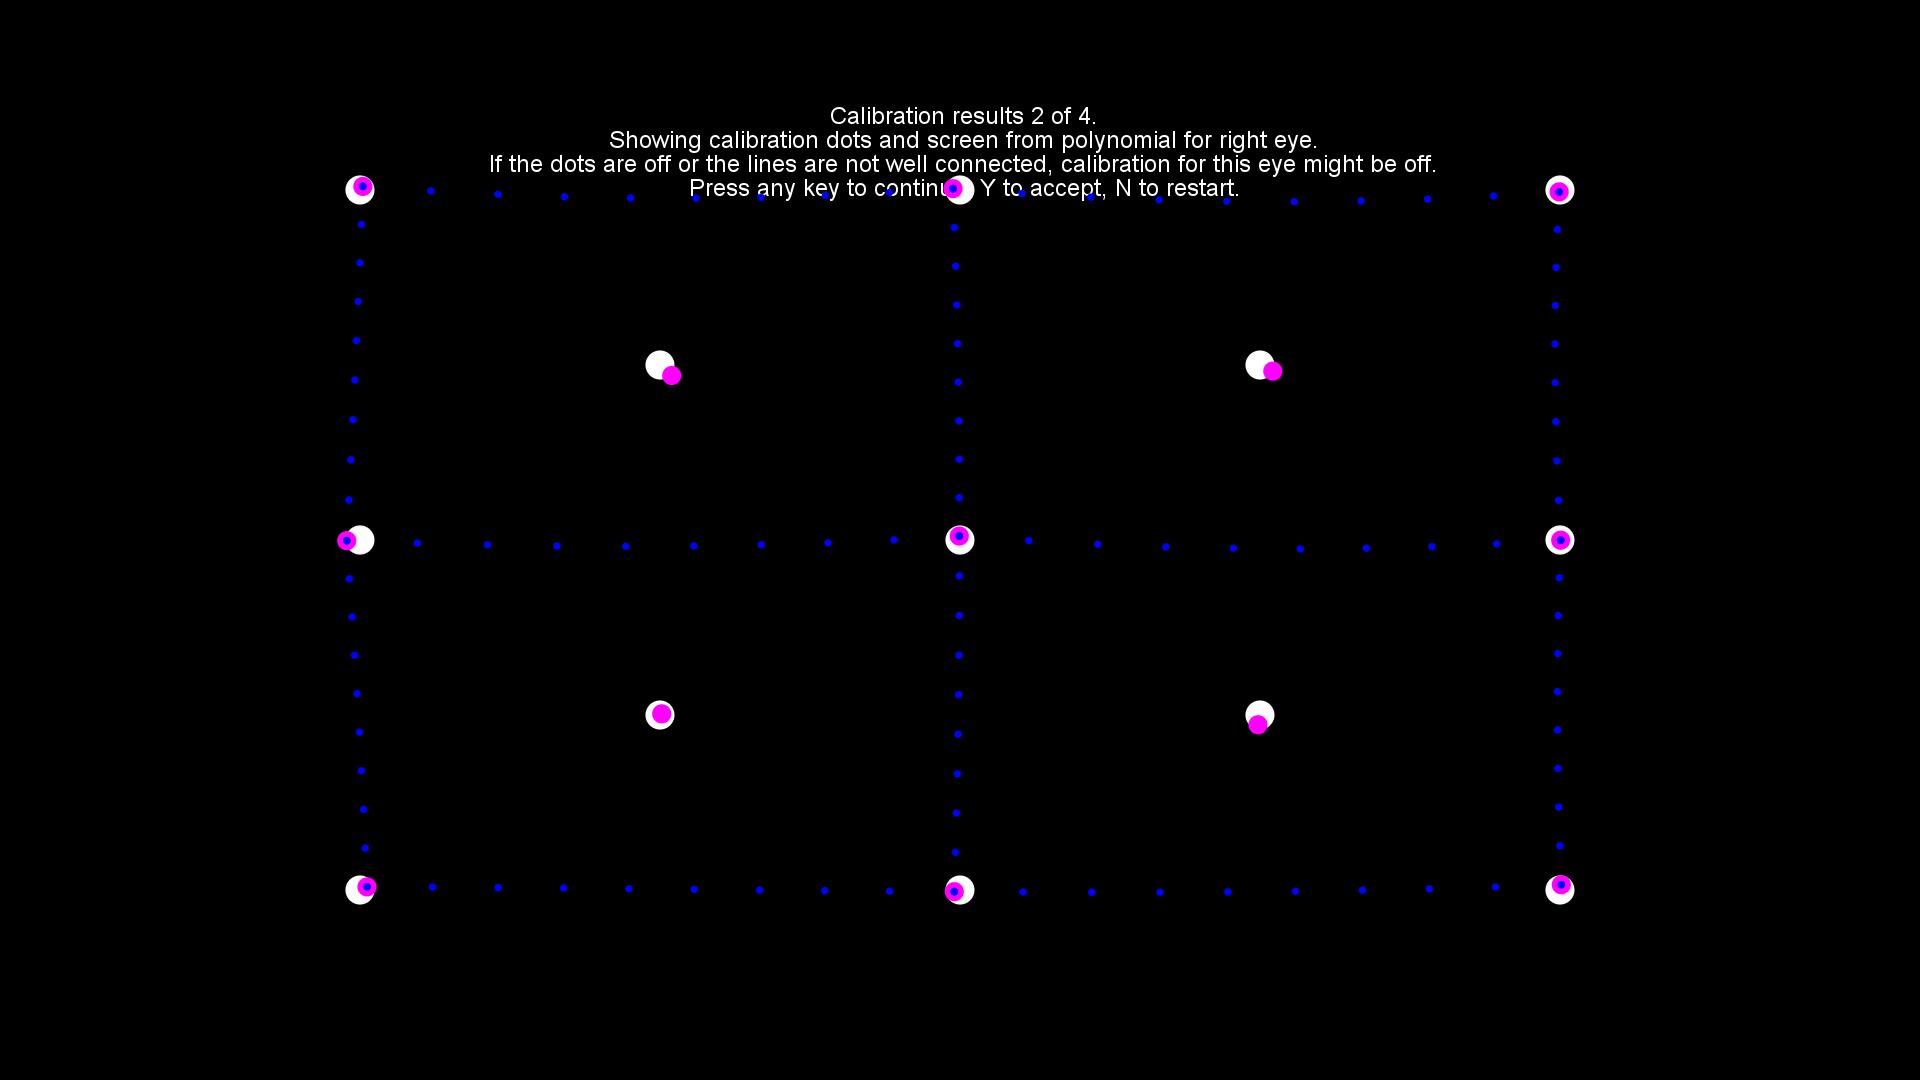 Calibration results 2 of 4.
Showing calibration dots and screen from polynomial for right eye.
If the dots are off or the lines are not well connected, calibration for this eye might be off.
Press any key to continue, Y to accept, N to restart.